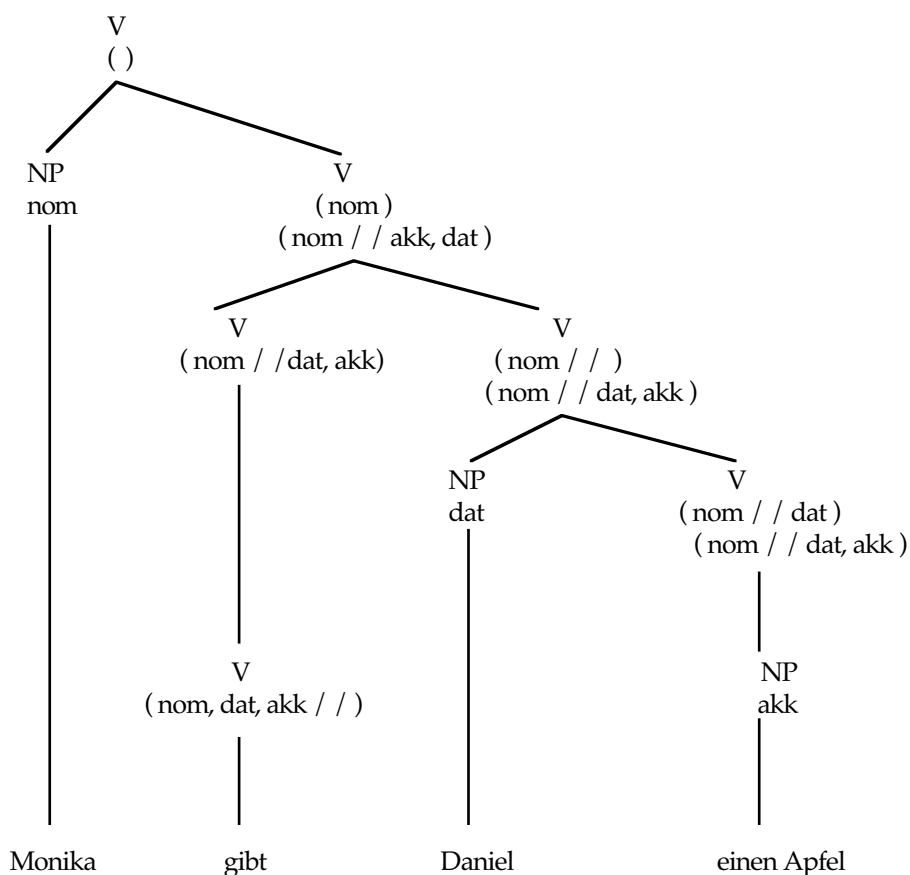 V
( )
NP V
nom ( nom )
( nom / / akk, dat )
V V
( nom / /dat, akk) ( nom / / )
( nom / / dat, akk )
NP V
dat ( nom / / dat )
( nom / / dat, akk )
V NP
( nom, dat, akk / / ) akk
Monika gibt Daniel einen Apfel